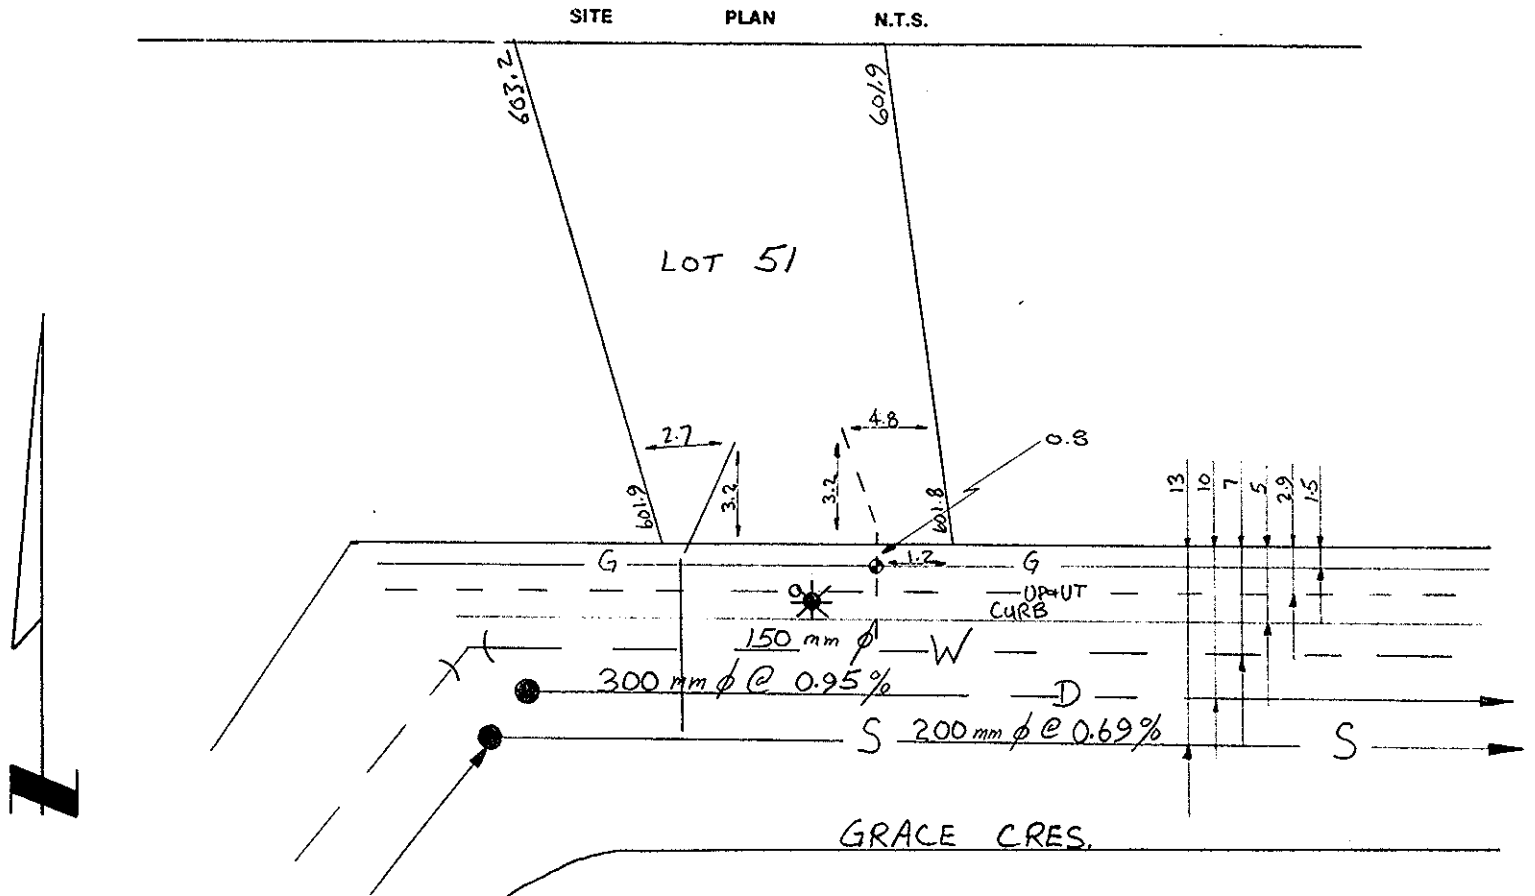 SITE PLAN N.T.S.
603.2
601.9
LOT 51
2.7
4.8
0.8
3.2
3.2
601.9
601.8
13
10
7
5
2.9
1.5
G
1.2
G
UP&UT
CURB
150 mm ϕ
W
300 mm ϕ @ 0.95%
D
S
200 mm ϕ @ 0.69%
S
GRACE CRES.